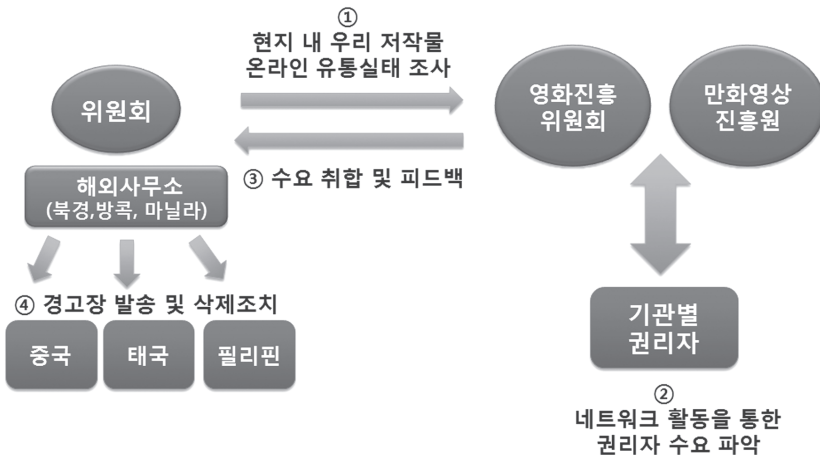 ①
현지 내 우리 저작물
온라인 유통실태 조사
위원회
영화진흥
위원회
만화영상
진흥원
③ 수요 취합 및 피드백
해외사무소
(북경,방콕, 마닐라)
④ 경고장 발송 및 삭제조치
중국
태국
필리핀
기관별
권리자
②
네트워크 활동을 통한
권리자 수요 파악